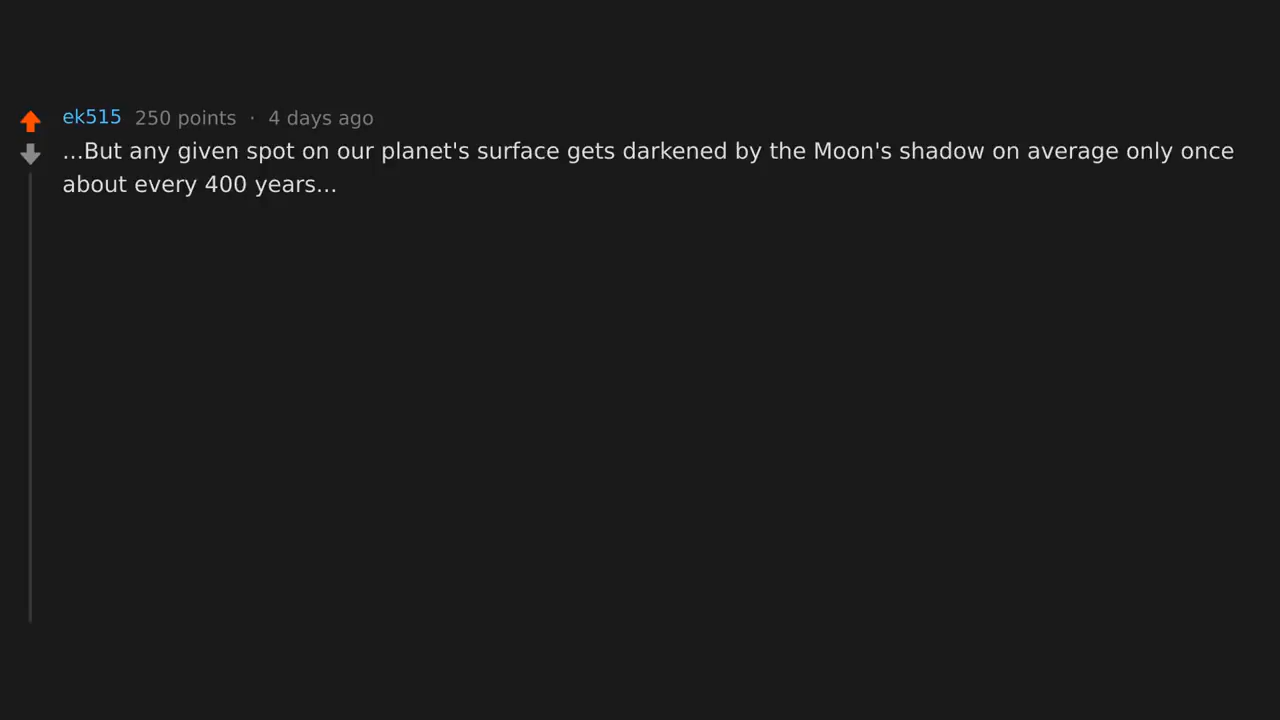 ek515 250 points · 4 days ago
...But any given spot on our planet's surface gets darkened by the Moon's shadow on average only once
about every 400 years...